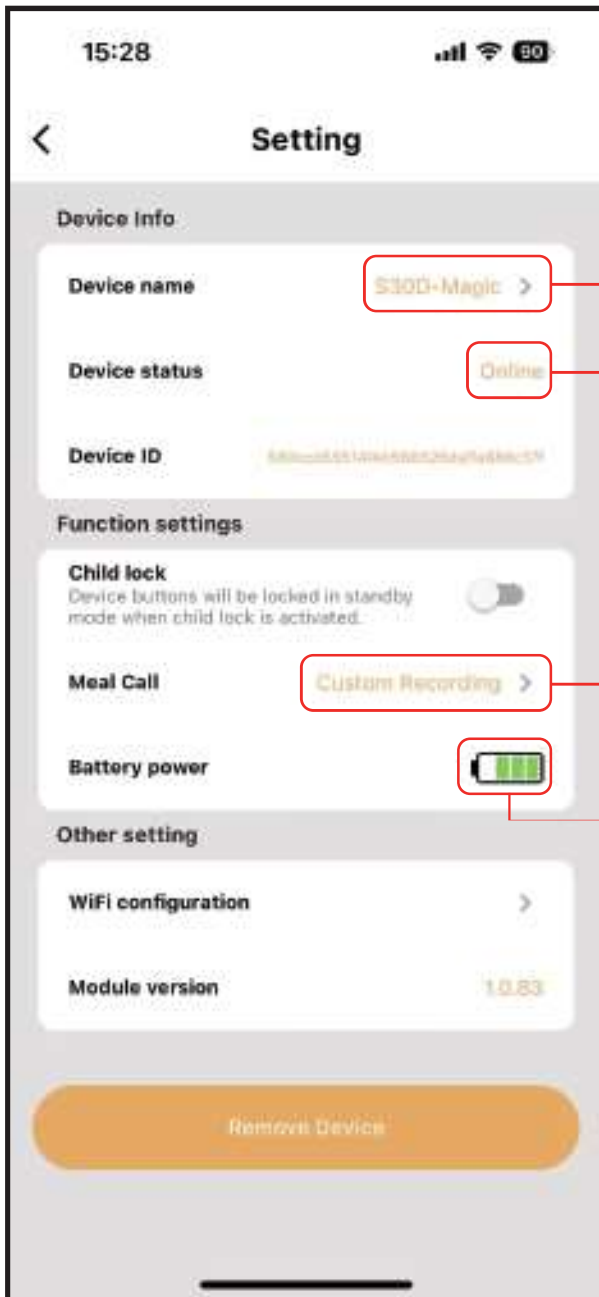 15:28
90
Setting
Device Info
Device name S30D-Magic
Device status Online
Device ID
Function settings
Child lock
Device buttons will be locked in standby
mode when child lock is activated.
Meal Call Custom Recording
Battery power
Other setting
WiFi configuration
Module version 1.0.83
Remove Device